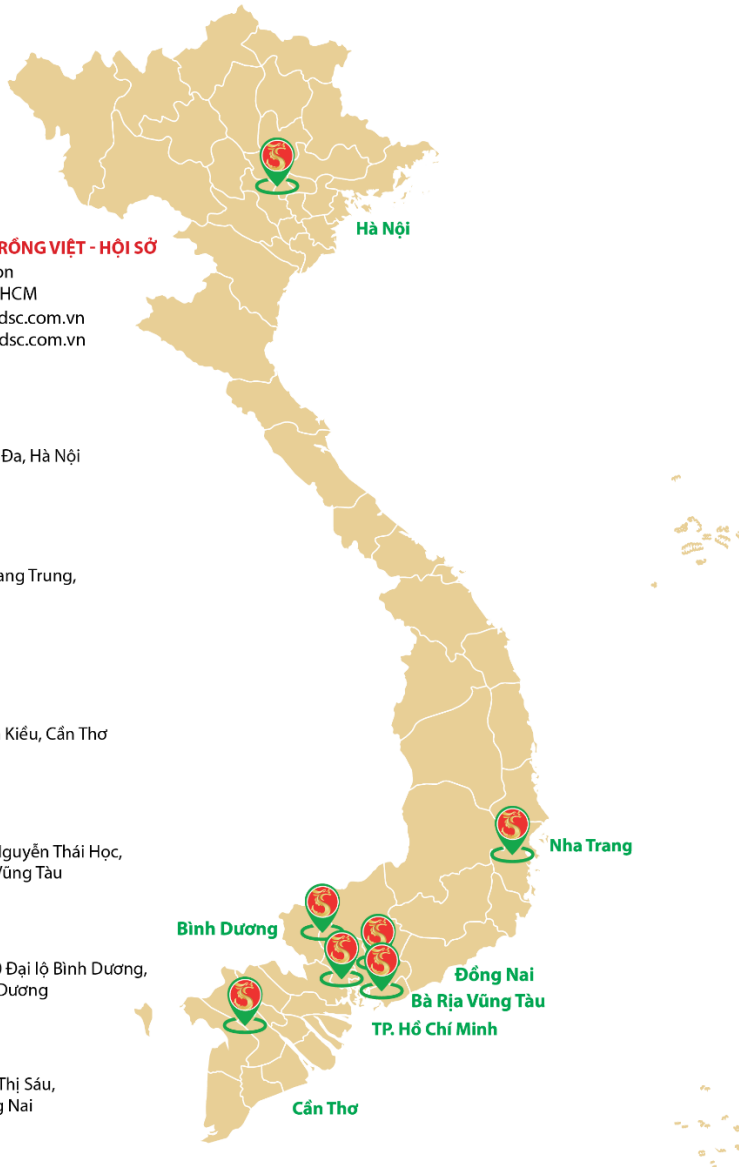 RỒNG VIỆT - HỘI SỞ
on
HCM
dsc.com.vn
dsc.com.vn
Đa, Hà Nội
ang Trung,
Kiều, Cần Thơ
Nguyễn Thái Học,
Vũng Tàu
0 Đại lộ Bình Dương,
Dương
Thị Sáu,
g Nai
Hà Nội
Nha Trang
Bình Dương
Đồng Nai
Bà Rịa Vũng Tàu
TP. Hồ Chí Minh
Cần Thơ